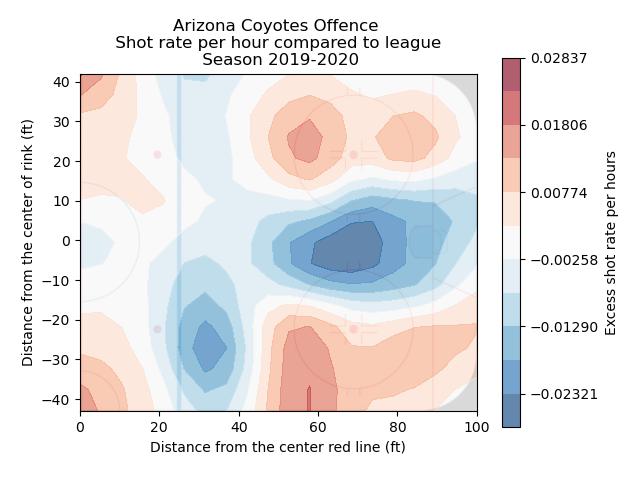 Arizona Coyotes Offence
Shot rate per hour compared to league
Season 2019-2020
Distance from the center of rink (ft)
40
30
20
10
0
−10
−20
−30
−40
0 20 40 60 80 100
Distance from the center red line (ft)
0.02837
0.01806
0.00774
−0.00258
−0.01290
−0.02321
Excess shot rate per hours